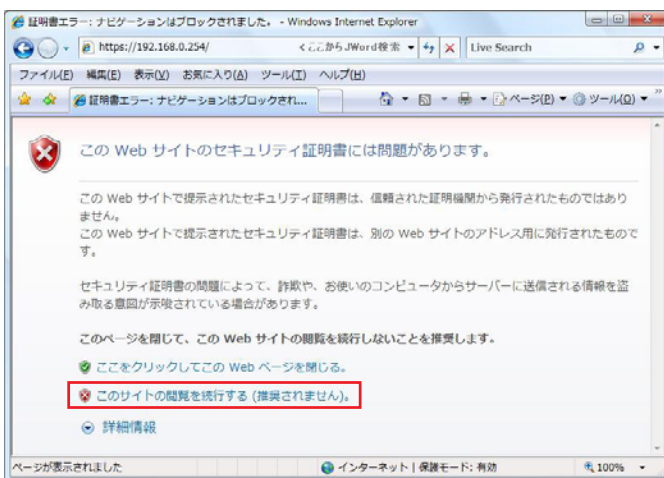 証明書エラー: ナビゲーションはブロックされました。 - Windows Internet Explorer
https://192.168.0.254/
くここからJWord検索
Live Search
ファイル(F) 編集(E) 表示(V) お気に入り(A) ツール(T) ヘルプ(H)
証明書エラー: ナビゲーションはブロックされ...
ページ(P) ツール(O)
この Web サイトのセキュリティ証明書には問題があります。
この Web サイトで提示されたセキュリティ証明書は、信頼された証明機関から発行されたものではあり
ません。
この Web サイトで提示されたセキュリティ証明書は、別の Web サイトのアドレス用に発行されたもので
す。
セキュリティ証明書の問題によって、詐欺や、お使いのコンピュータからサーバーに送信される情報を盗
み取る意図が示唆されている場合があります。
このページを閉じて、この Web サイトの閲覧を続行しないことを推奨します。
ここをクリックしてこの Web ページを閉じる。
このサイトの閲覧を続行する (推奨されません)。
詳細情報
ページが表示されました
インターネット | 保護モード: 有効
100%